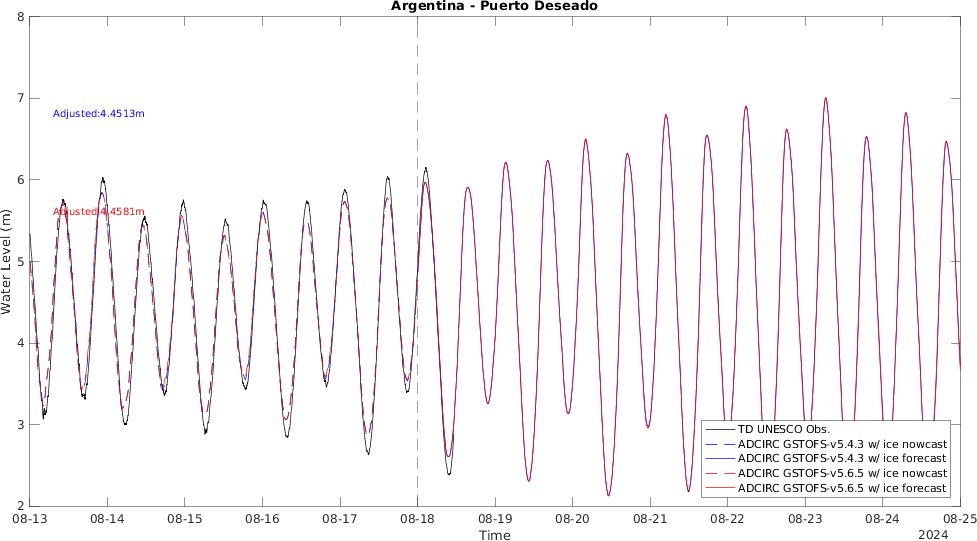 Argentina - Puerto Deseado
8
7
6
5
4
3
2
Water Level (m)
Adjusted:4.4513m
Adjusted:4.4581m
TD UNESCO Obs.
ADCIRC GSTOFS-v5.4.3 w/ ice nowcast
ADCIRC GSTOFS-v5.4.3 w/ ice forecast
ADCIRC GSTOFS-v5.6.5 w/ ice nowcast
ADCIRC GSTOFS-v5.6.5 w/ ice forecast
08-13 08-14 08-15 08-16 08-17 08-18 08-19 08-20 08-21 08-22 08-23 08-24 08-25
Time
2024